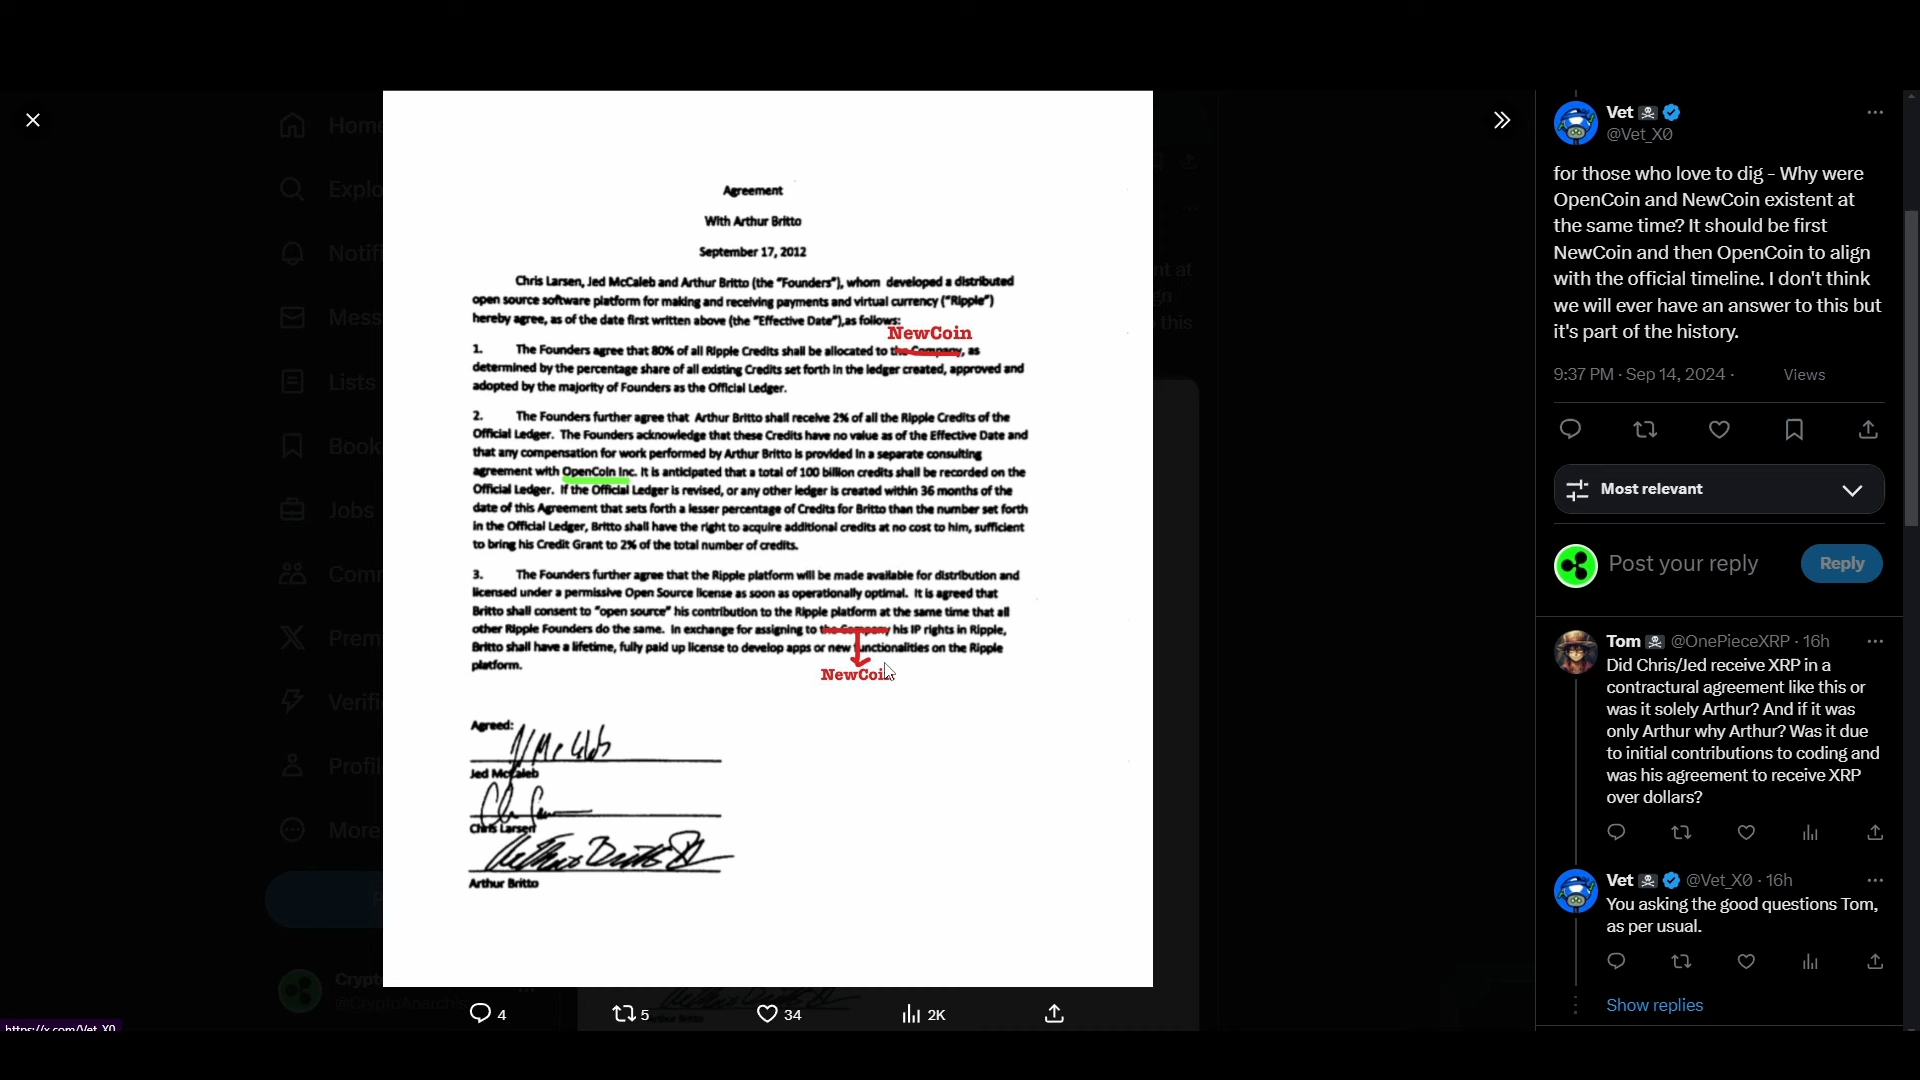 Home
Explo
Notifi
Mess
Lists
Book
Jobs
Comm
Prem
Verifi
Profil
More
Crypt
https://x.com/Vet_X0
Agreement
With Arthur Britto
September 17, 2012
Chris Larsen, Jed McCaleb and Arthur Britto (the "Founders"), whom developed a distributed
open source software platform for making and receiving payments and virtual currency ("Ripple")
hereby agree, as of the date first written above (the "Effective Date"),as follows:
NewCoin
1. The Founders agree that 80% of all Ripple Credits shall be allocated to the Company, as
determined by the percentage share of all existing Credits set forth in the ledger created, approved and
adopted by the majority of Founders as the Official Ledger.
2. The Founders further agree that Arthur Britto shall receive 2% of all the Ripple Credits of the
Official Ledger. The Founders acknowledge that these Credits have no value as of the Effective Date and
that any compensation for work performed by Arthur Britto is provided in a separate consulting
agreement with OpenCoin Inc. It is anticipated that a total of 100 billion credits shall be recorded on the
Official Ledger. If the Official Ledger is revised, or any other ledger is created within 36 months of the
date of this Agreement that sets forth a lesser percentage of Credits for Britto than the number set forth
in the Official Ledger, Britto shall have the right to acquire additional credits at no cost to him, sufficient
to bring his Credit Grant to 2% of the total number of credits.
3. The Founders further agree that the Ripple platform will be made available for distribution and
licensed under a permissive Open Source license as soon as operationally optimal. It is agreed that
Britto shall consent to "open source" his contribution to the Ripple platform at the same time that all
other Ripple Founders do the same. In exchange for assigning to the Company his IP rights in Ripple,
Britto shall have a lifetime, fully paid up license to develop apps or new functionalities on the Ripple
platform.
NewCoin
Agreed:
Jed McCaleb
Chris Larsen
Arthur Britto
4
5
34
2K
Vet
@Vet_X0
for those who love to dig - Why were
OpenCoin and NewCoin existent at
the same time? It should be first
NewCoin and then OpenCoin to align
with the official timeline. I don't think
we will ever have an answer to this but
it's part of the history.
9:37 PM · Sep 14, 2024 · Views
Most relevant
Post your reply
Reply
Tom @OnePieceXRP · 16h
Did Chris/Jed receive XRP in a
contractural agreement like this or
was it solely Arthur? And if it was
only Arthur why Arthur? Was it due
to initial contributions to coding and
was his agreement to receive XRP
over dollars?
Vet @Vet_X0 · 16h
You asking the good questions Tom,
as per usual.
Show replies